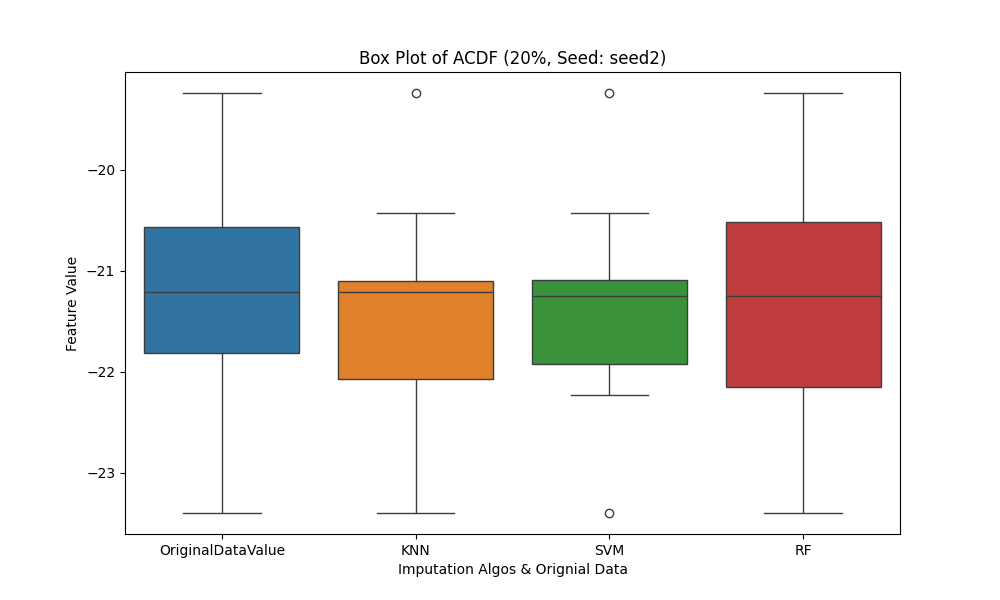 Box Plot of ACDF (20%, Seed: seed2)
−20
−21
−22
−23
Feature Value
OriginalDataValue
KNN
SVM
RF
Imputation Algos & Orignial Data